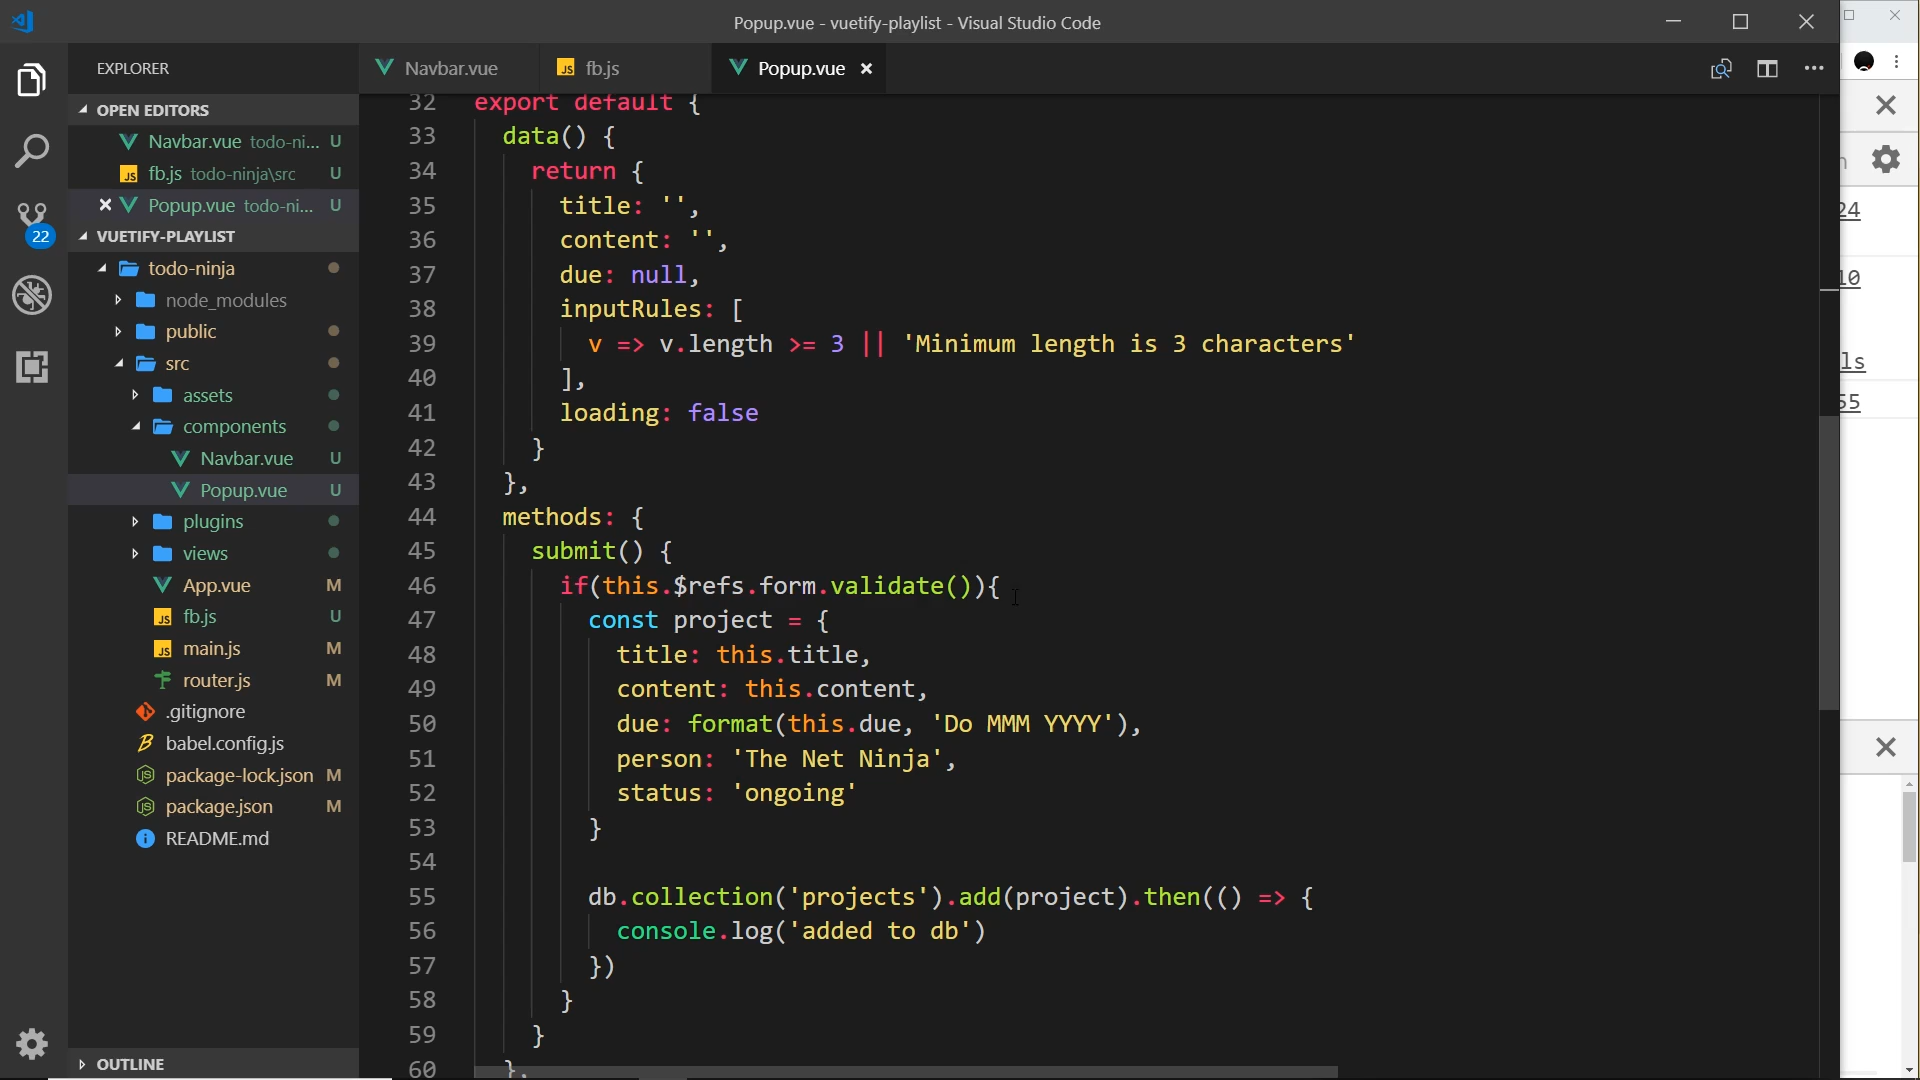 Popup.vue - vuetify-playlist - Visual Studio Code
EXPLORER
OPEN EDITORS
Navbar.vue todo-ni... U
fb.js todo-ninja\src U
Popup.vue todo-ni... U
VUETIFY-PLAYLIST
todo-ninja
node_modules
public
src
assets
components
Navbar.vue U
Popup.vue U
plugins
views
App.vue M
fb.js U
main.js M
router.js M
.gitignore
babel.config.js
package-lock.json M
package.json M
README.md
OUTLINE
22
Navbar.vue
fb.js
Popup.vue
32 export default {
33 data() {
34 return {
35 title: '',
36 content: '',
37 due: null,
38 inputRules: [
39 v => v.length >= 3 || 'Minimum length is 3 characters'
40 ],
41 loading: false
42 }
43 },
44 methods: {
45 submit() {
46 if(this.$refs.form.validate()){
47 const project = {
48 title: this.title,
49 content: this.content,
50 due: format(this.due, 'Do MMM YYYY'),
51 person: 'The Net Ninja',
52 status: 'ongoing'
53 }
54
55 db.collection('projects').add(project).then(() => {
56 console.log('added to db')
57 })
58 }
59 }
60 },
24
10
ls
55